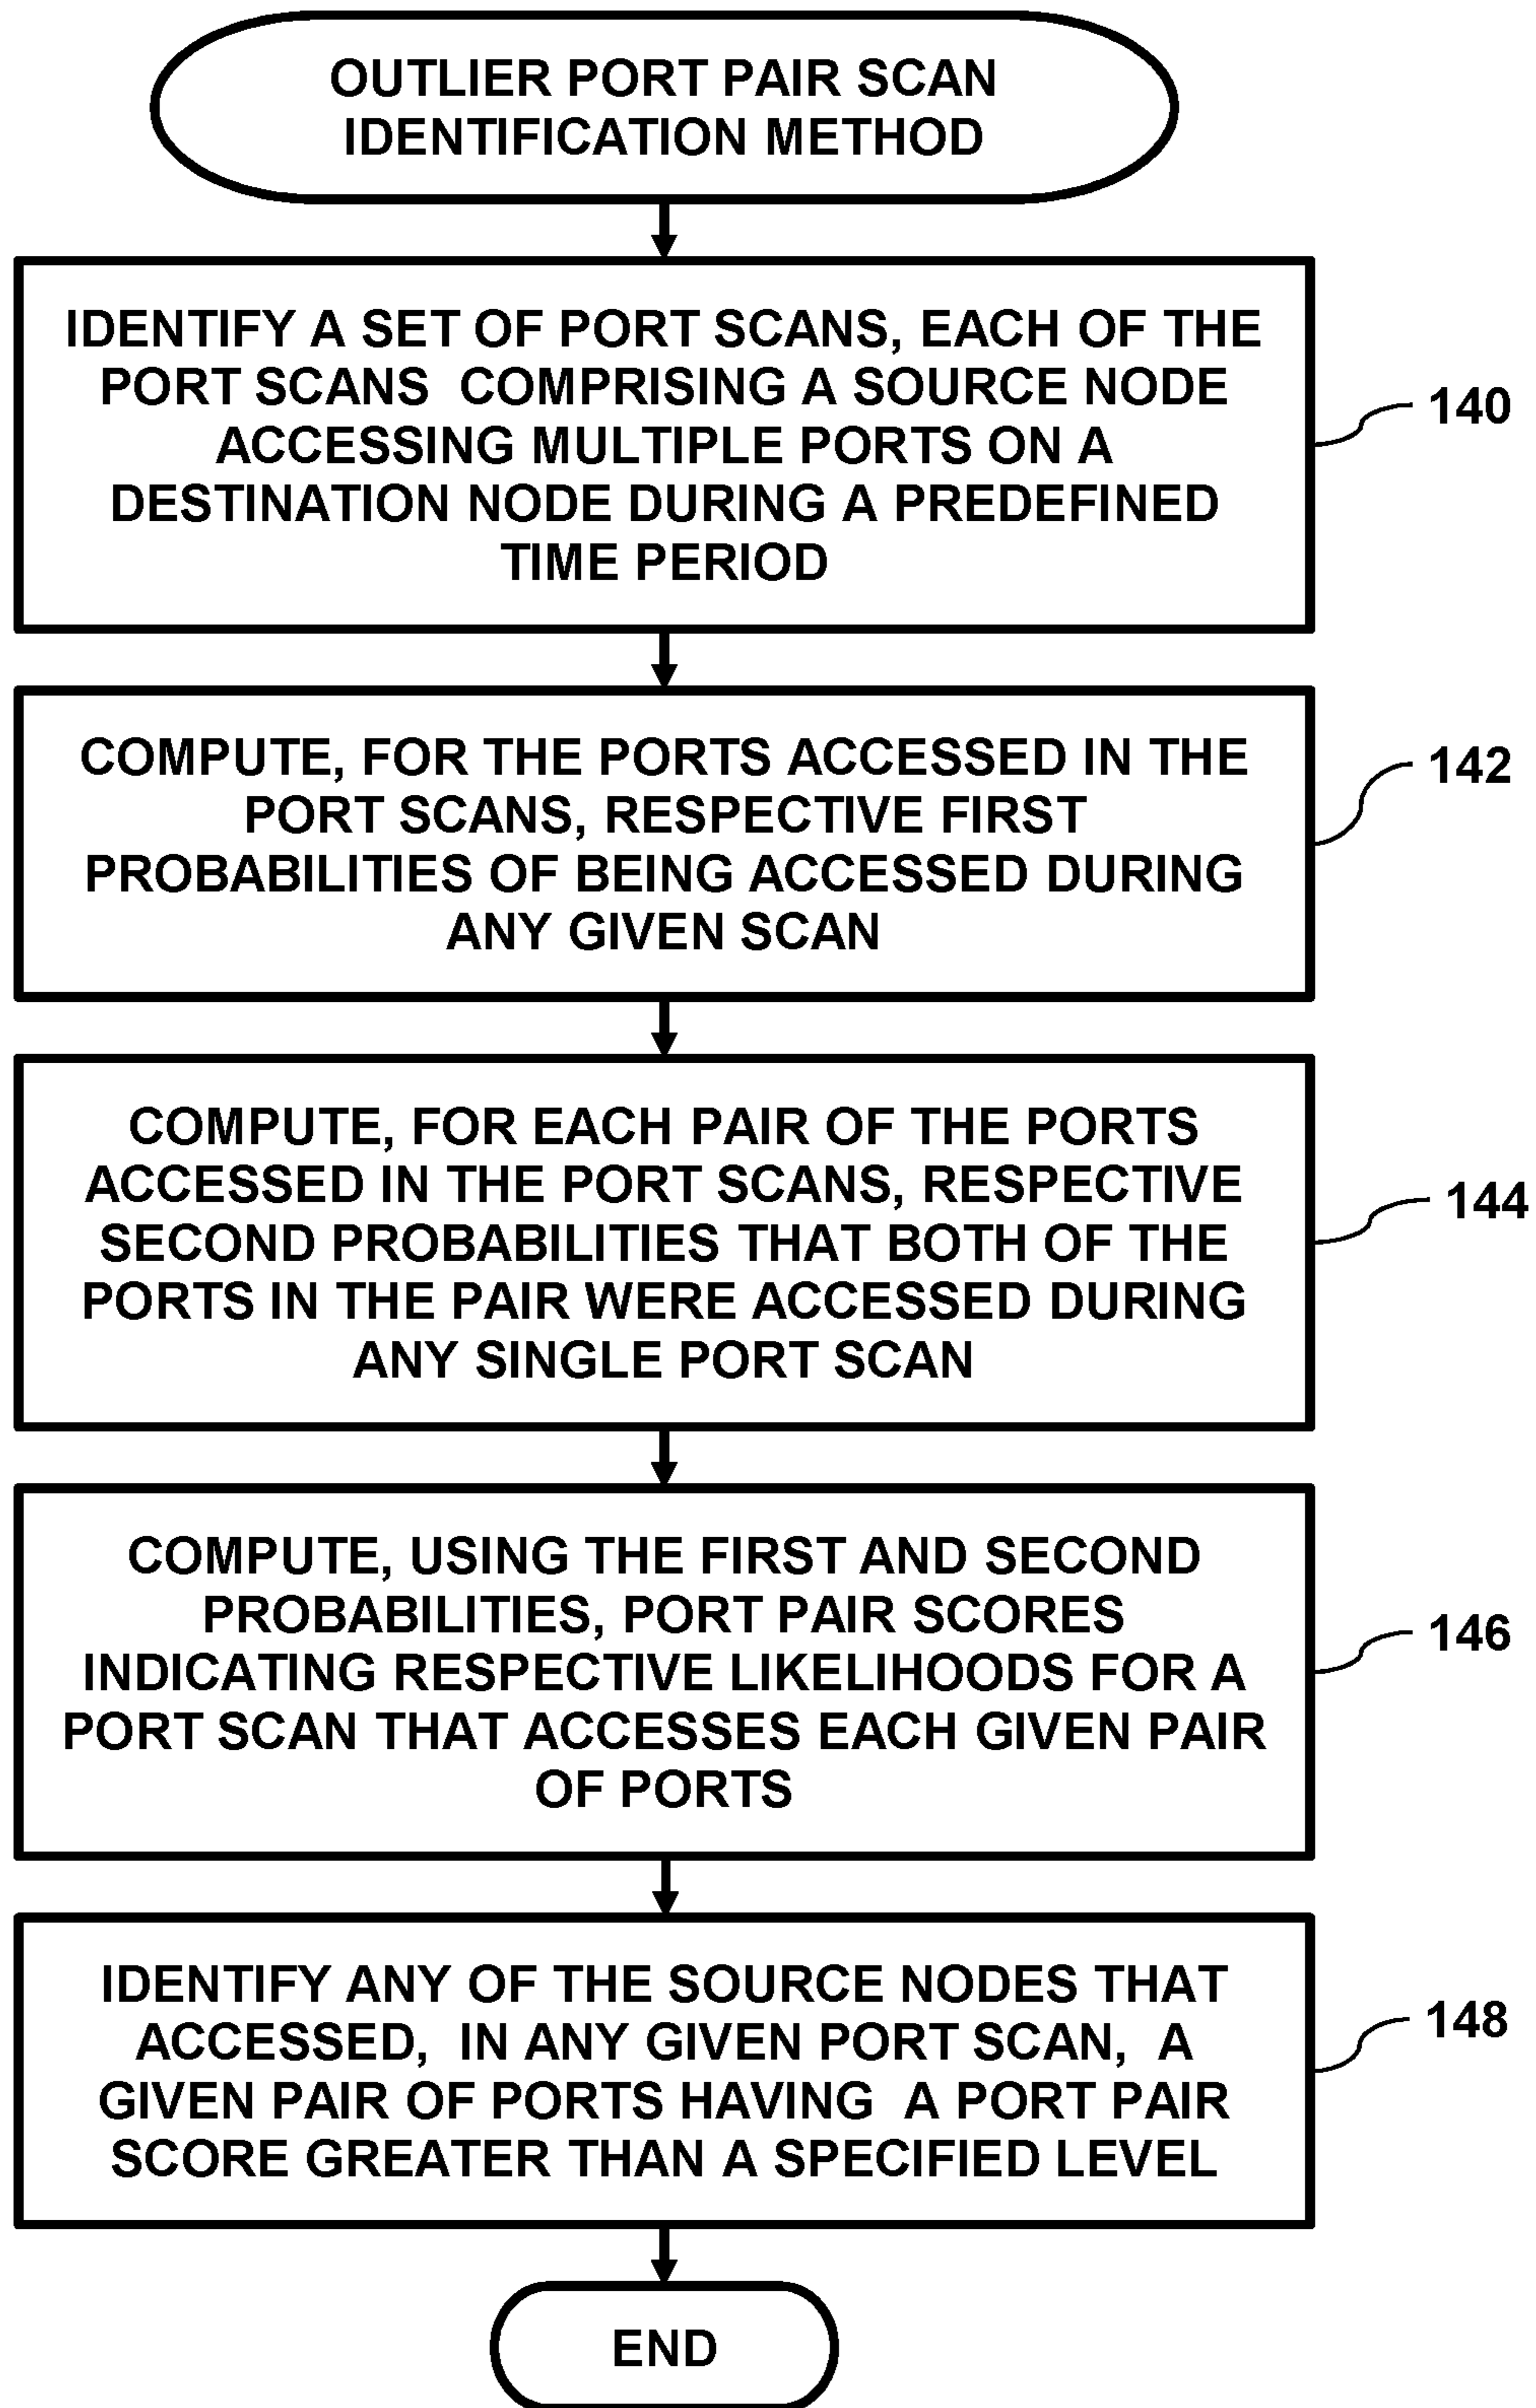 OUTLIER PORT PAIR SCAN
IDENTIFICATION METHOD
IDENTIFY A SET OF PORT SCANS, EACH OF THE
PORT SCANS COMPRISING A SOURCE NODE
ACCESSING MULTIPLE PORTS ON A
DESTINATION NODE DURING A PREDEFINED
TIME PERIOD
140
COMPUTE, FOR THE PORTS ACCESSED IN THE
PORT SCANS, RESPECTIVE FIRST
PROBABILITIES OF BEING ACCESSED DURING
ANY GIVEN SCAN
142
COMPUTE, FOR EACH PAIR OF THE PORTS
ACCESSED IN THE PORT SCANS, RESPECTIVE
SECOND PROBABILITIES THAT BOTH OF THE
PORTS IN THE PAIR WERE ACCESSED DURING
ANY SINGLE PORT SCAN
144
COMPUTE, USING THE FIRST AND SECOND
PROBABILITIES, PORT PAIR SCORES
INDICATING RESPECTIVE LIKELIHOODS FOR A
PORT SCAN THAT ACCESSES EACH GIVEN PAIR
OF PORTS
146
IDENTIFY ANY OF THE SOURCE NODES THAT
ACCESSED, IN ANY GIVEN PORT SCAN, A
GIVEN PAIR OF PORTS HAVING A PORT PAIR
SCORE GREATER THAN A SPECIFIED LEVEL
148
END